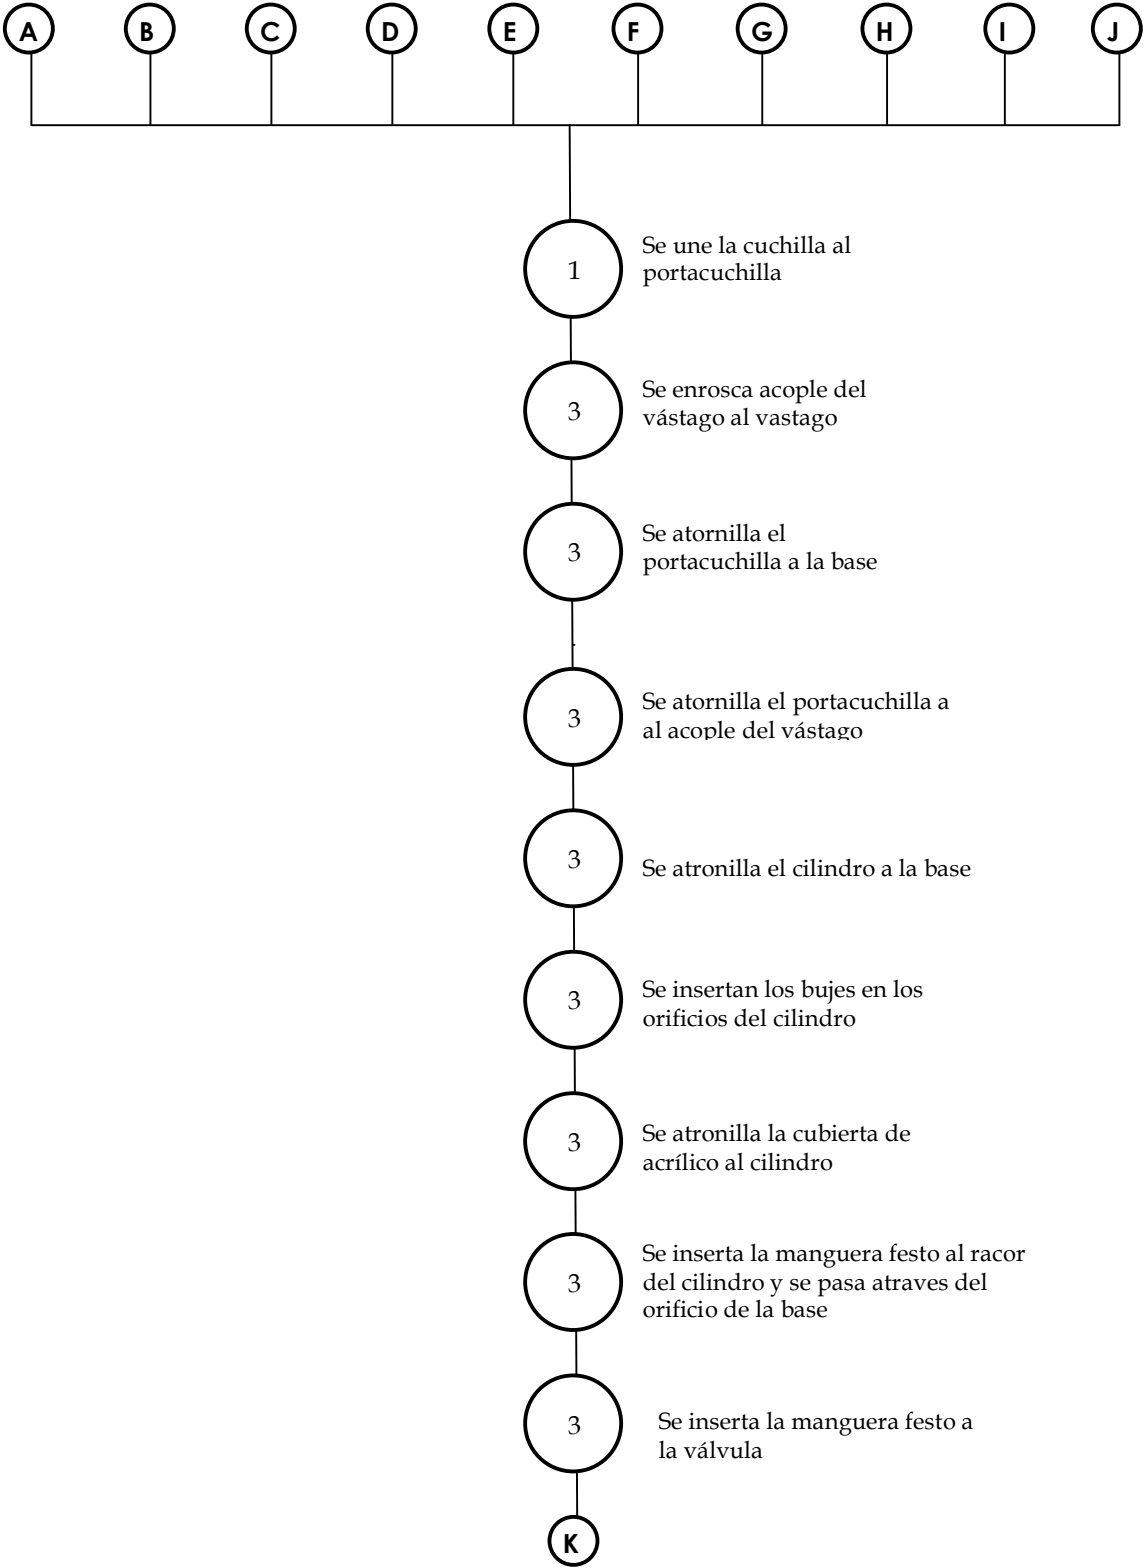 A B C D E F G H I J
1
Se une la cuchilla al
portacuchilla
3
Se enrosca acople del
vástago al vastago
3
Se atornilla el
portacuchilla a la base
3
Se atornilla el portacuchilla a
al acople del vástago
3
Se atronilla el cilindro a la base
3
Se insertan los bujes en los
orificios del cilindro
3
Se atronilla la cubierta de
acrílico al cilindro
3
Se inserta la manguera festo al racor
del cilindro y se pasa atraves del
orificio de la base
3
Se inserta la manguera festo a
la válvula
K